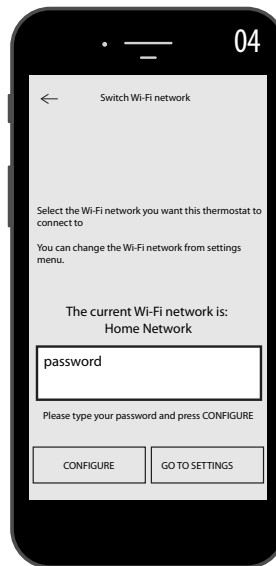 04
Switch Wi-Fi network
Select the Wi-Fi network you want this thermostat to
connect to
You can change the Wi-Fi network from settings
menu.
The current Wi-Fi network is:
Home Network
password
Please type your password and press CONFIGURE
CONFIGURE
GO TO SETTINGS